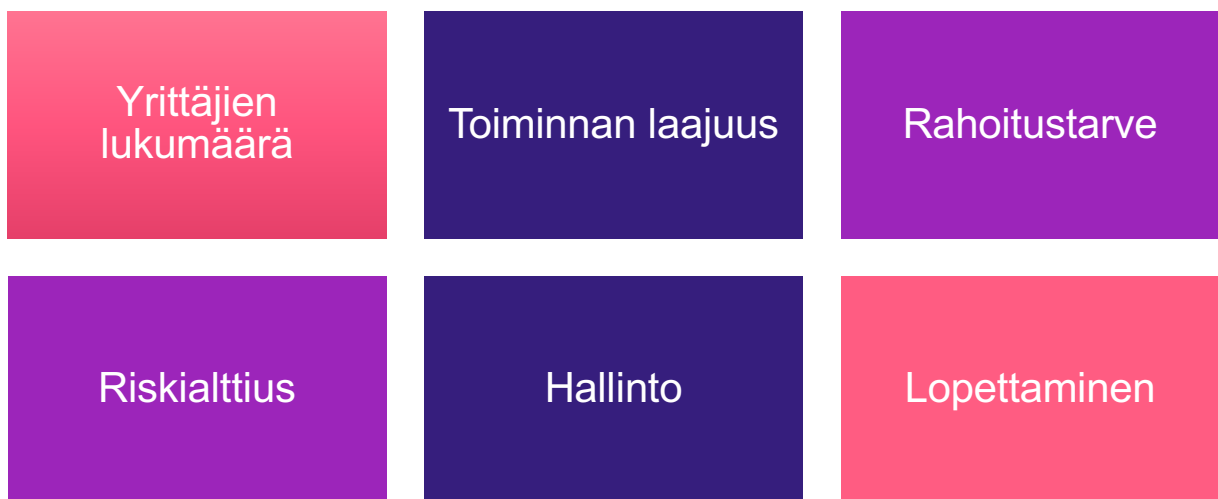 Yrittäjien
lukumäärä
Toiminnan laajuus
Rahoitustarve
Riskialttius
Hallinto
Lopettaminen